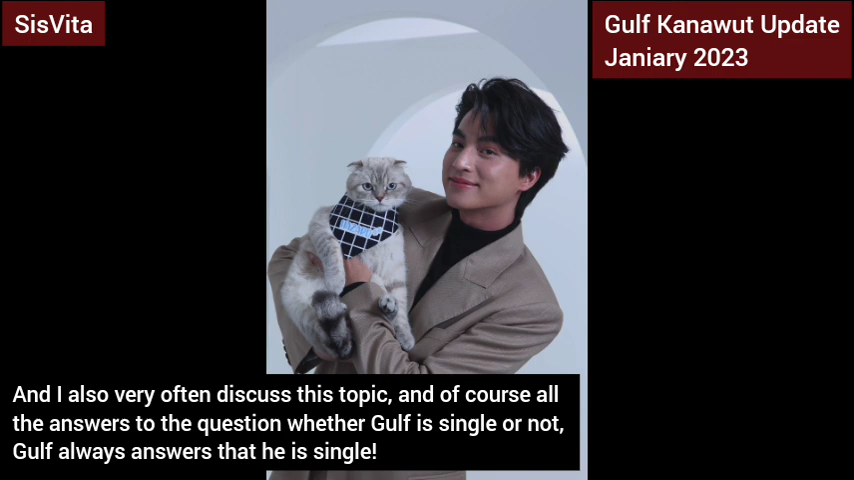 SisVita
Gulf Kanawut Update
Janiary 2023
And I also very often discuss this topic, and of course all
the answers to the question whether Gulf is single or not,
Gulf always answers that he is single!